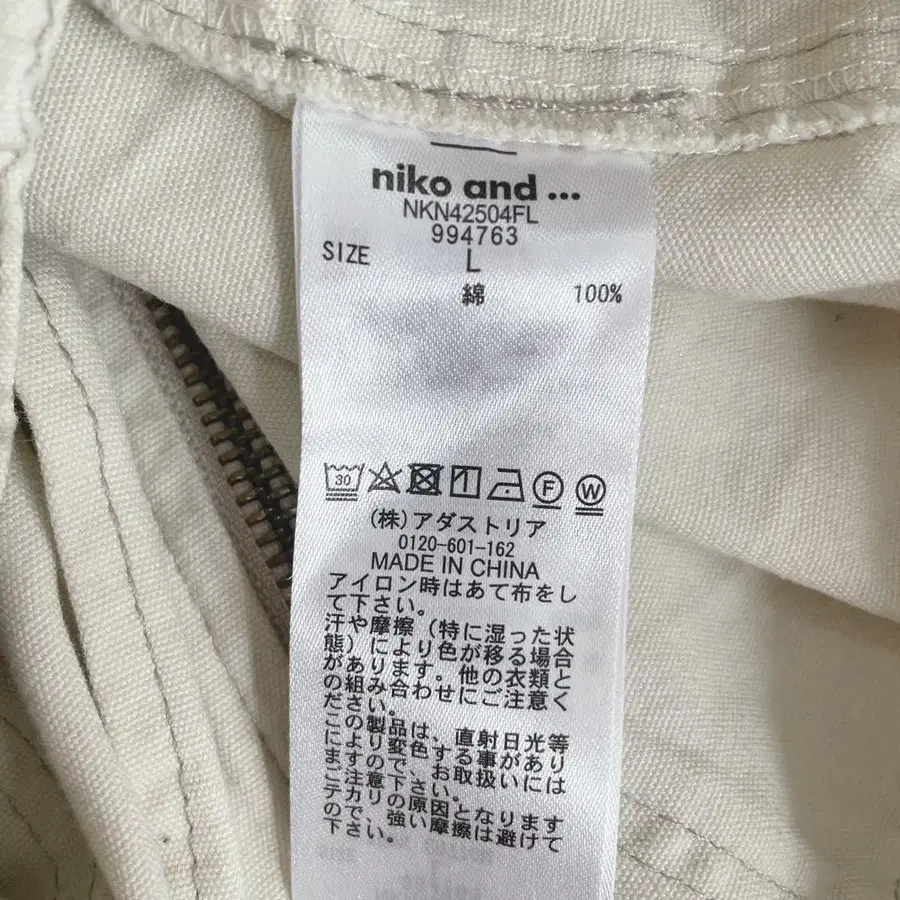 niko and ...
NKN42504FL
994763
SIZE L
綿 100%
30
F W
(株)アダストリア
0120-601-162
MADE IN CHINA
アイロン時はあて布をし
て下さい。
汗や摩擦(特に湿った状
態)により色が移る場合
があります。他の衣類と
の組み合わせにご注意く
ださい。
この製品は、直射日光等
により変色する事があり
ますので、お取扱いには
ご注意下さい。
テカリの原因となります
ので、強い摩擦は避けて
下さい。